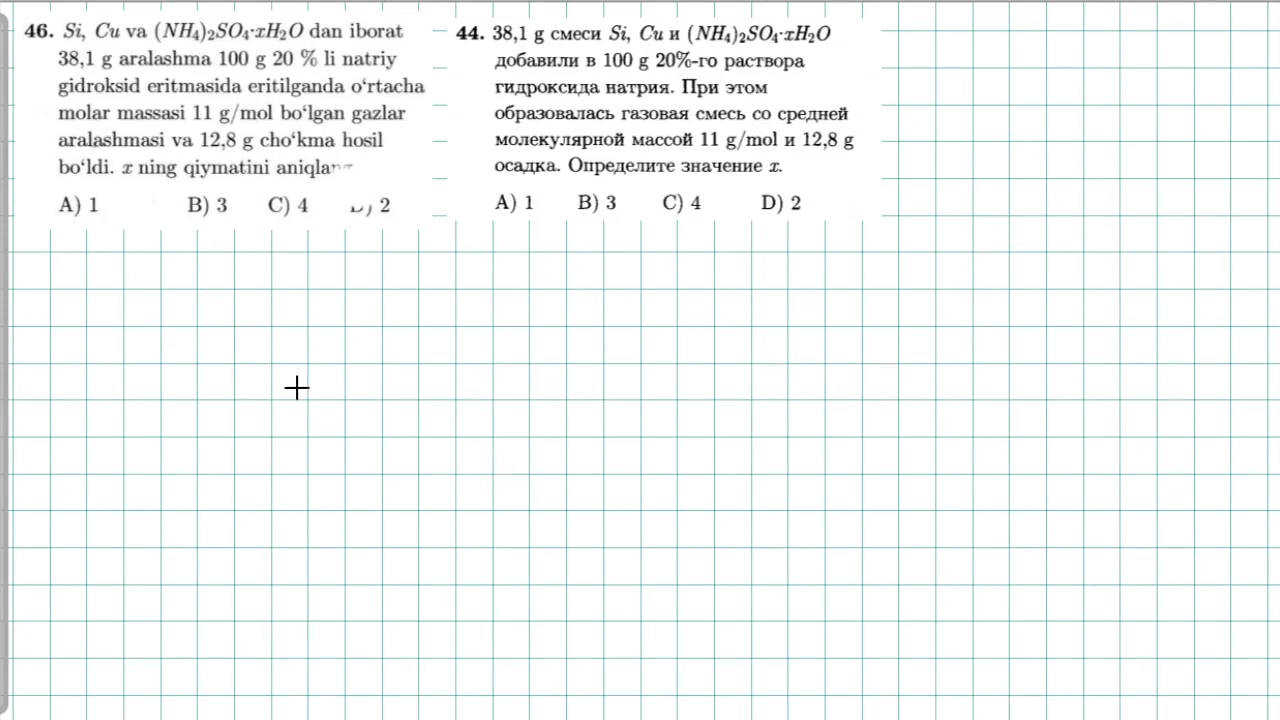 46. Si, Cu va (NH₄)₂SO₄·xH₂O dan iborat
38,1 g aralashma 100 g 20 % li natriy
gidroksid eritmasida eritilganda o‘rtacha
molar massasi 11 g/mol bo‘lgan gazlar
aralashmasi va 12,8 g cho‘kma hosil
bo‘ldi. x ning qiymatini
A) 1 B) 3 C) 4 2
44. 38,1 g смеси Si, Cu и (NH₄)₂SO₄·xH₂O
добавили в 100 g 20%-го раствора
гидроксида натрия. При этом
образовалась газовая смесь со средней
молекулярной массой 11 g/mol и 12,8 g
осадка. Определите значение x.
A) 1 B) 3 C) 4 D) 2